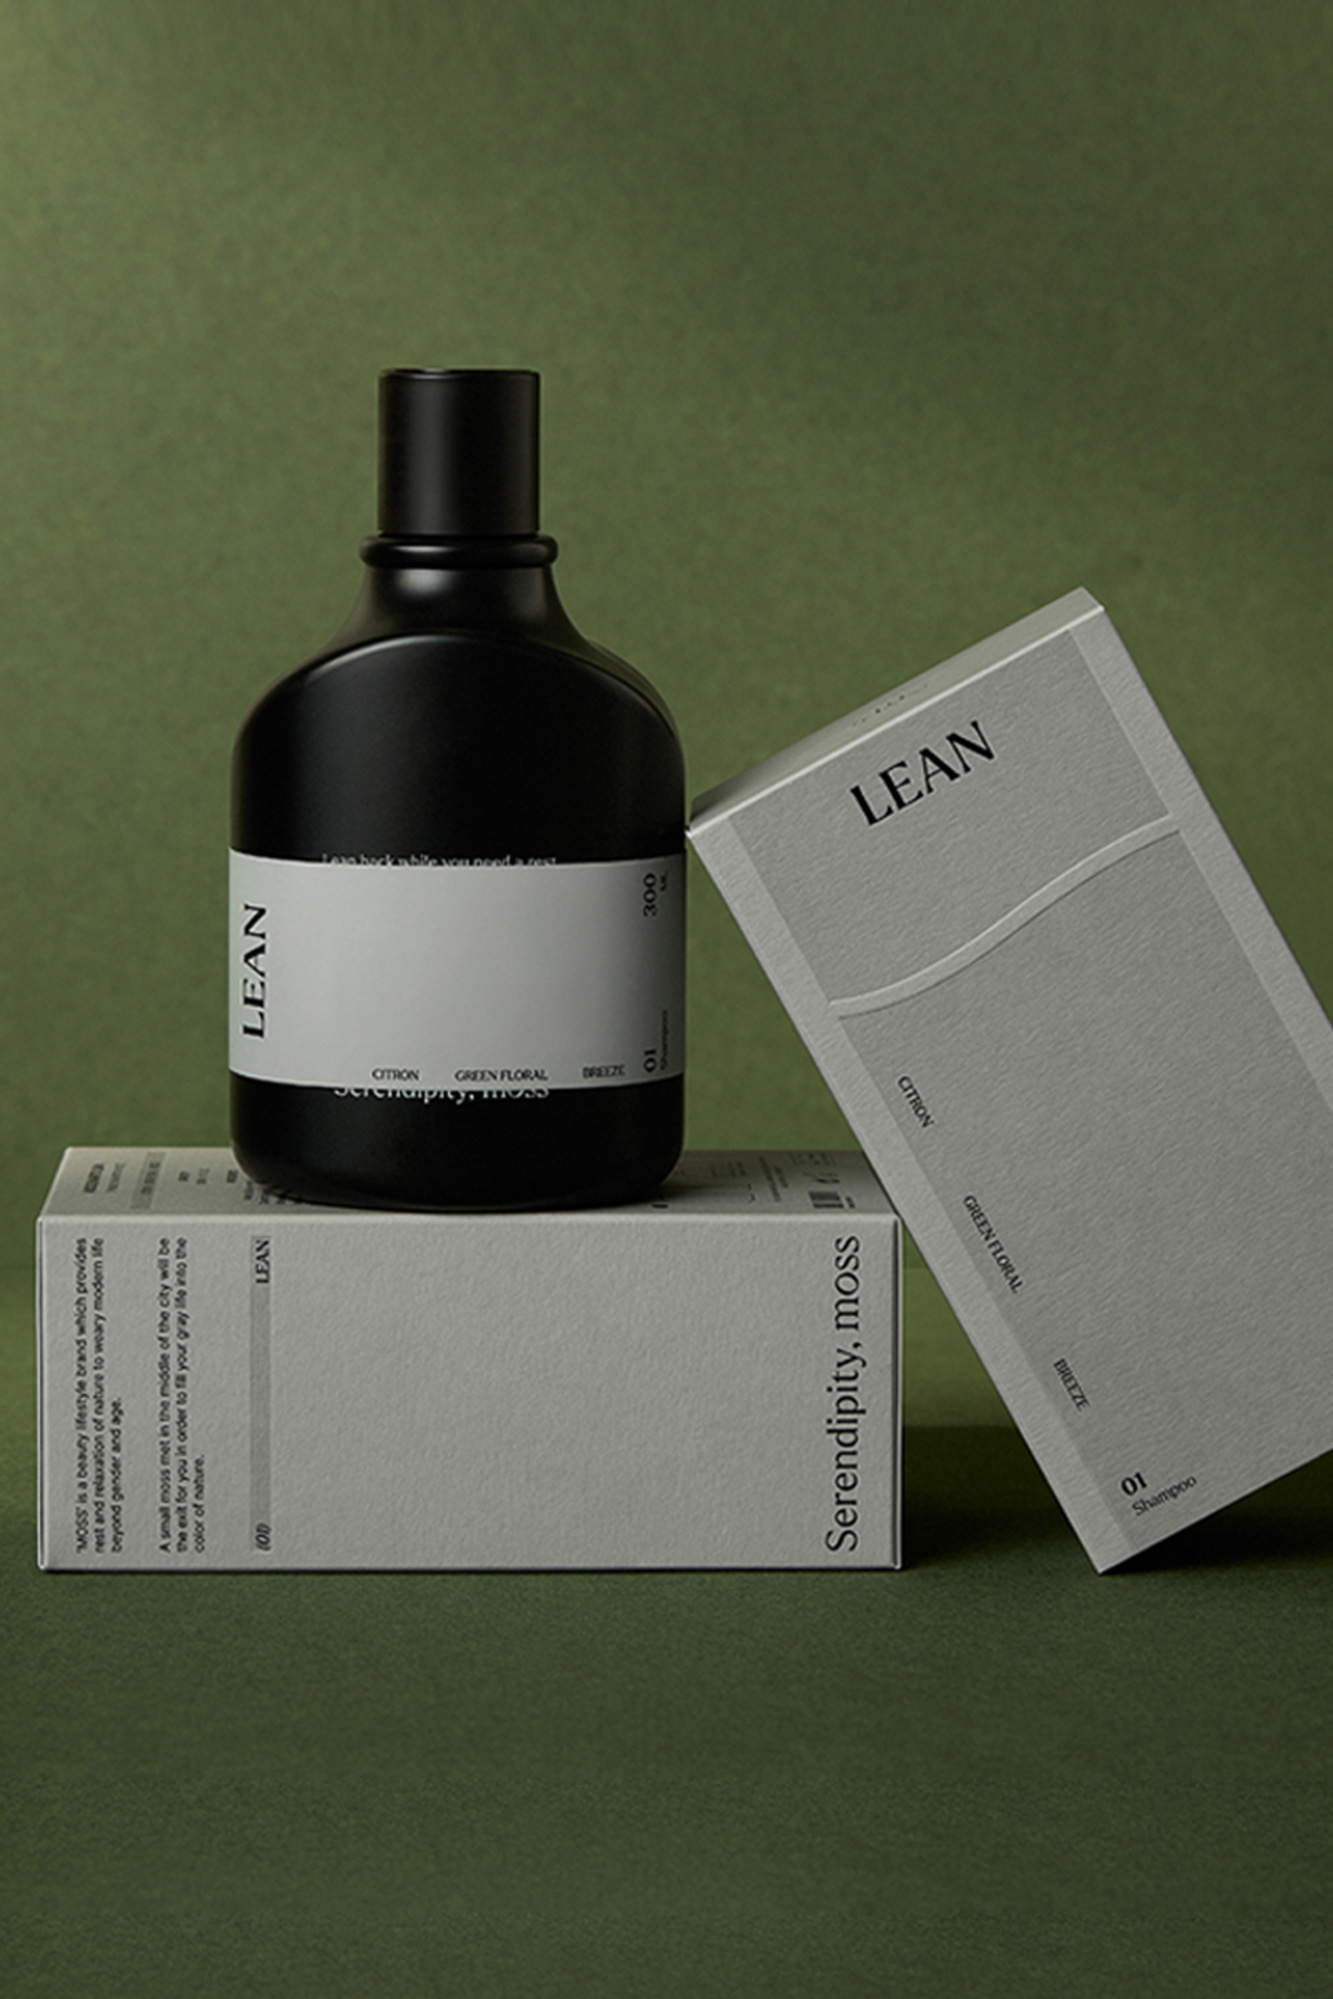 Lean back while you need a rest
LEAN
300
ML
01
Shampoo
CITRON GREEN FLORAL BREEZE
Serendipity, moss
LEAN
CITRON
GREEN FLORAL
BREEZE
01
Shampoo
'MOSS' is a beauty lifestyle brand which provides
rest and relaxation of nature to weary modern life
beyond gender and age.
A small moss met in the middle of the city will be
the exit for you in order to fill your gray life into the
color of nature.
(01) LEAN
Serendipity, moss